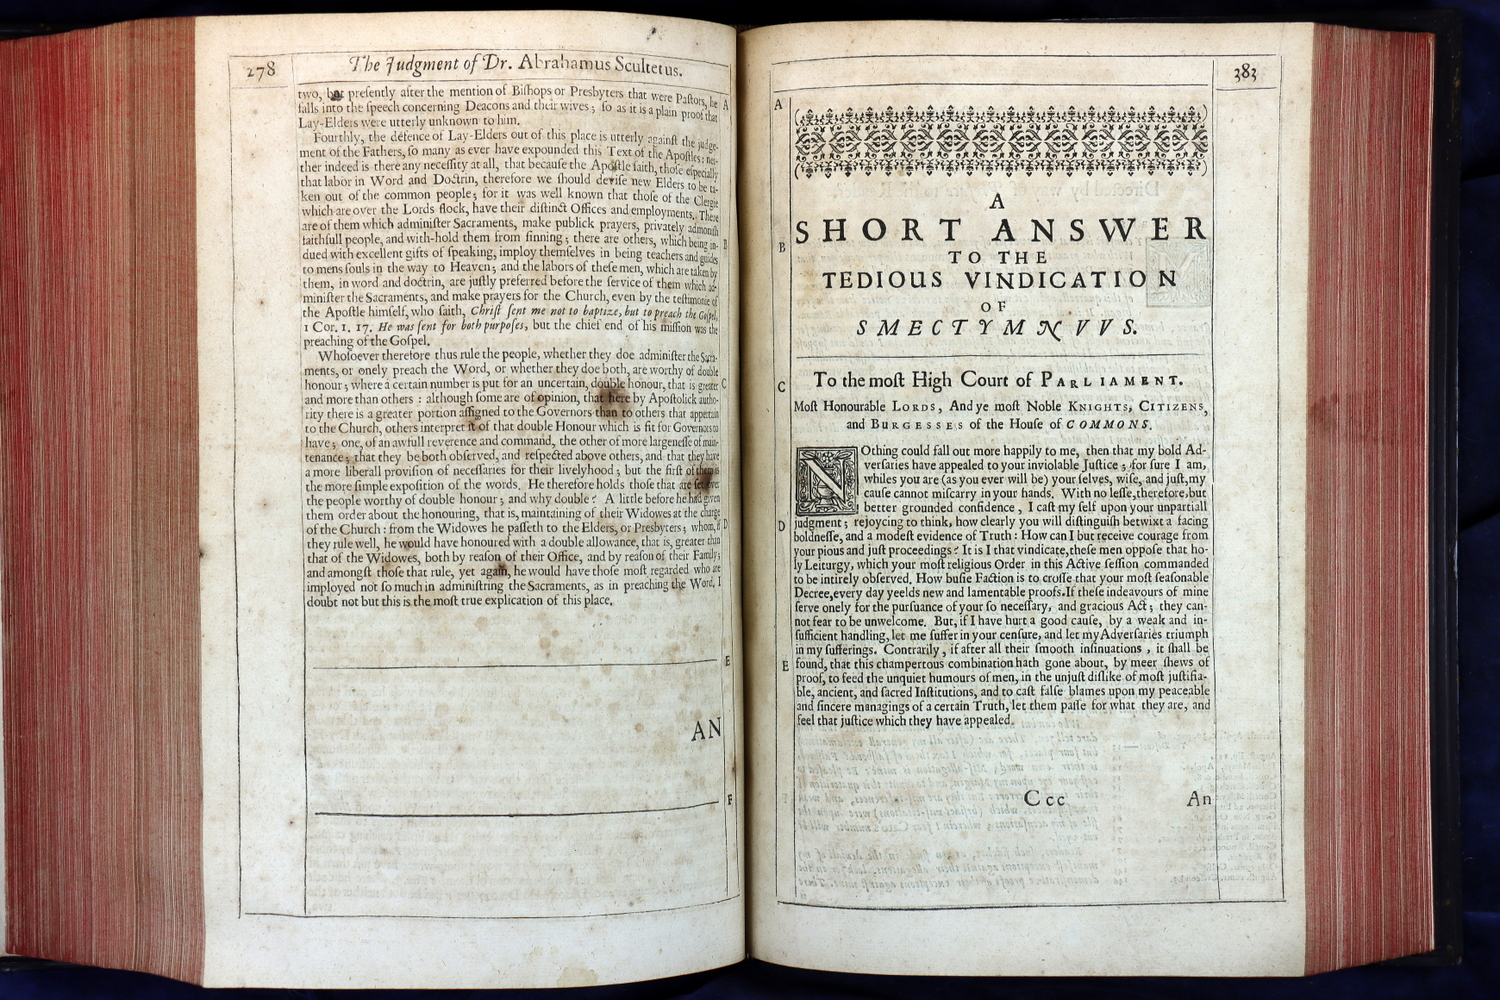 278
The Judgment of Dr. Abrahamus Scultetus.
two, but presently after the mention of Biſhops or Presbyters that were Paſtors, he
falls into the ſpeech concerning Deacons and their wives; ſo as it is a plain proof that
Lay-Elders were utterly unknown to him.
Fourthly, the defence of Lay-Elders out of this place is utterly againſt the judge-
ment of the Fathers, ſo many as ever have expounded this Text of the Apoſtles: nei-
ther indeed is there any neceſſity at all, that becauſe the Apoſtle ſaith, thoſe eſpecially
that labor in Word and Doctrin, therefore we ſhould deviſe new Elders to be ta-
ken out of the common people; for it was well known that thoſe of the Clergie
which are over the Lords flock, have their diſtinct Offices and employments. There
are of them which adminiſter Sacraments, make publick prayers, privately admoniſh
faithfull people, and with-hold them from ſinning; there are others, which being in-
dued with excellent gifts of ſpeaking, imploy themſelves in being teachers and guides
to mens ſouls in the way to Heaven; and the labors of theſe men, which are taken by
them, in word and doctrin, are juſtly preferred before the ſervice of them which ad-
miniſter the Sacraments, and make prayers for the Church, even by the teſtimonie of
the Apoſtle himſelf, who ſaith, Chriſt ſent me not to baptize, but to preach the Goſpel,
1 Cor. 1. 17. He was ſent for both purpoſes, but the chief end of his miſſion was the
preaching of the Goſpel.
Whoſoever therefore thus rule the people, whether they doe adminiſter the Sacra-
ments, or onely preach the Word, or whether they doe both, are worthy of double
honour; where a certain number is put for an uncertain, double honour, that is, greater
and more than others: although ſome are of opinion, that here by Apoſtolick autho-
rity there is a greater portion aſſigned to the Governors than to others that appertain
to the Church, others interpret it of that double Honour which is fit for Governors to
have; one, of an awfull reverence and command, the other of more largeneſſe of main-
tenance; that they be both obſerved, and reſpected above others, and that they have
a more liberall proviſion of neceſſaries for their livelyhood; but the firſt of them is
the more ſimple expoſition of the words. He therefore holds thoſe that are ſet over
the people worthy of double honour; and why double? A little before he had given
them order about the honouring, that is, maintaining of their Widowes at the charge
of the Church: from the Widowes he paſſeth to the Elders, or Presbyters; whom, if
they rule well, he would have honoured with a double allowance, that is, greater than
that of the Widowes, both by reaſon of their Office, and by reaſon of their Family;
and amongſt thoſe that rule, yet again, he would have thoſe moſt regarded who are
imployed not ſo much in adminiſtring the Sacraments, as in preaching the Word. I
doubt not but this is the moſt true explication of this place.
A
B
C
D
E
F
AN
383
A
B
C
D
E
A
SHORT ANSWER
TO THE
TEDIOUS VINDICATION
OF
SMECTYMNVVS.
To the moſt High Court of PARLIAMENT.
Moſt Honourable LORDS, And ye moſt Noble KNIGHTS, CITIZENS,
and BURGESSES of the Houſe of COMMONS.
NOthing could fall out more happily to me, then that my bold Ad-
verſaries have appealed to your inviolable Juſtice; for ſure I am,
whiles you are (as you ever will be) your ſelves, wiſe, and juſt, my
cauſe cannot miſcarry in your hands. With no leſſe, therefore, but
better grounded confidence, I caſt my ſelf upon your unpartiall
judgment; rejoycing to think, how clearly you will diſtinguiſh betwixt a facing
boldneſſe, and a modeſt evidence of Truth: How can I but receive courage from
your pious and juſt proceedings? It is I that vindicate, theſe men oppoſe that ho-
ly Leiturgy, which your moſt religious Order in this Active ſeſſion commanded
to be intirely obſerved. How buſie Faction is to croſſe that your moſt ſeaſonable
Decree, every day yeelds new and lamentable proofs. If theſe indeavours of mine
ſerve onely for the purſuance of your ſo neceſſary, and gracious Act; they can-
not fear to be unwelcome. But, if I have hurt a good cauſe, by a weak and in-
ſufficient handling, let me ſuffer in your cenſure, and let my Adverſaries triumph
in my ſufferings. Contrarily, if after all their ſmooth inſinuations, it ſhall be
found, that this champertous combination hath gone about, by meer ſhews of
proof, to feed the unquiet humours of men, in the unjuſt diſlike of moſt juſtifia-
ble, ancient, and ſacred Inſtitutions, and to caſt falſe blames upon my peaceable
and ſincere managings of a certain Truth, let them paſſe for what they are, and
feel that juſtice which they have appealed.
Ccc
An